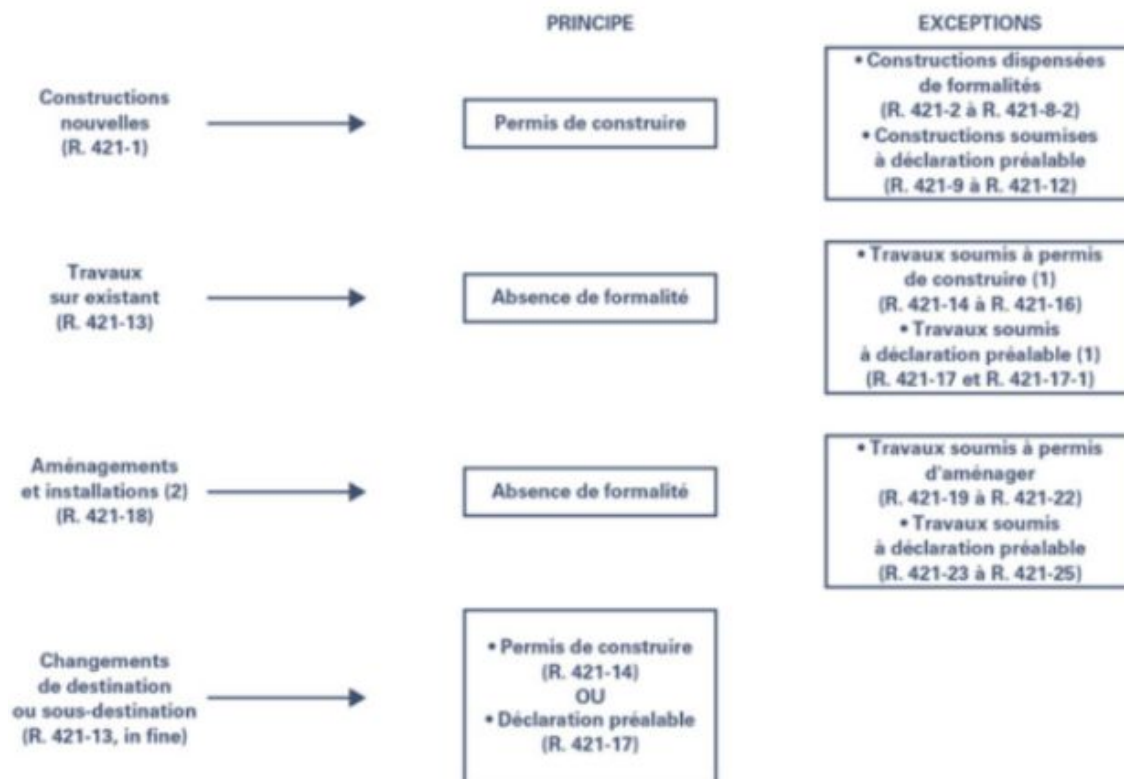 PRINCIPE
EXCEPTIONS
Constructions
nouvelles
(R. 421-1)
Permis de construire
• Constructions dispensées
de formalités
(R. 421-2 à R. 421-8-2)
• Constructions soumises
à déclaration préalable
(R. 421-9 à R. 421-12)
Travaux
sur existant
(R. 421-13)
Absence de formalité
• Travaux soumis à permis
de construire (1)
(R. 421-14 à R. 421-16)
• Travaux soumis
à déclaration préalable (1)
(R. 421-17 et R. 421-17-1)
Aménagements
et installations (2)
(R. 421-18)
Absence de formalité
• Travaux soumis à permis
d'aménager
(R. 421-19 à R. 421-22)
• Travaux soumis
à déclaration préalable
(R. 421-23 à R. 421-25)
Changements
de destination
ou sous-destination
(R. 421-13, in fine)
• Permis de construire
(R. 421-14)
OU
• Déclaration préalable
(R. 421-17)